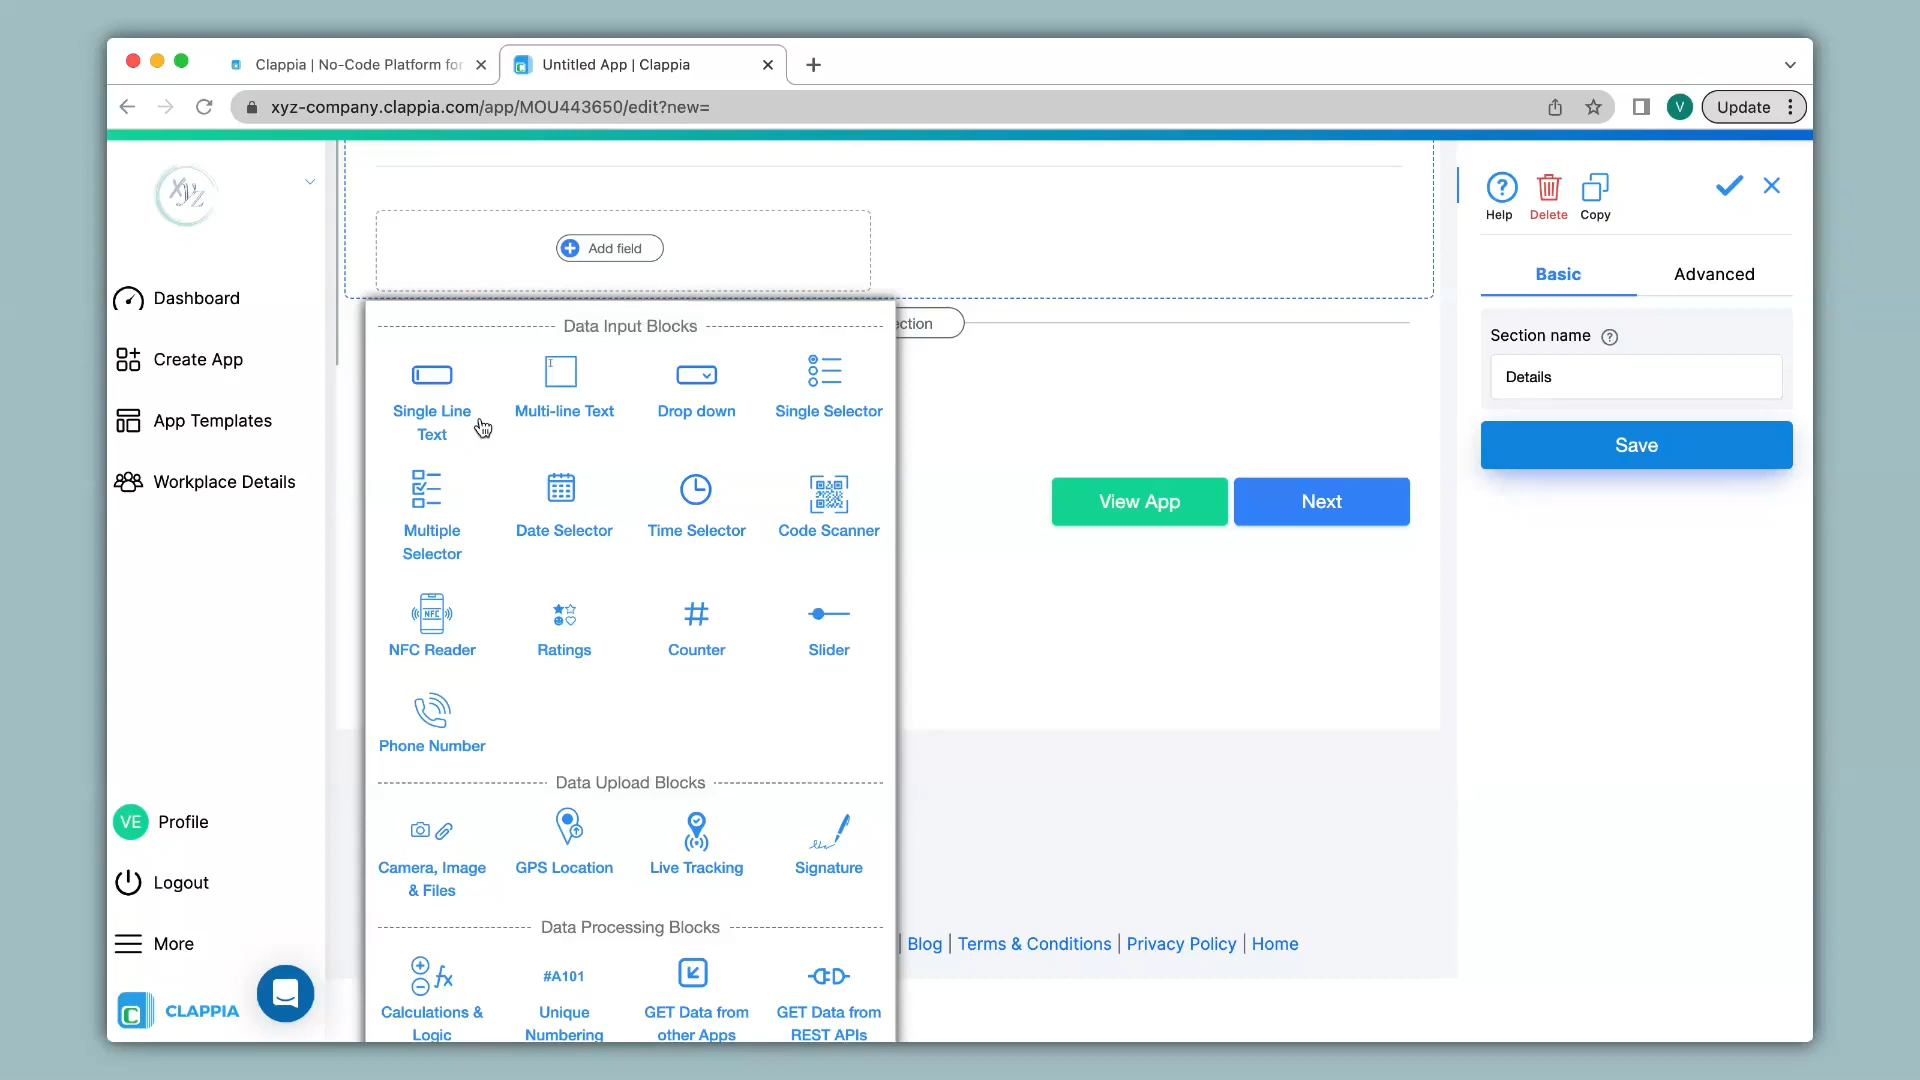 Clappia | No-Code Platform for
Untitled App | Clappia
xyz-company.clappia.com/app/MOU443650/edit?new=
V
Update
xyz
Help
Delete
Copy
Add field
Dashboard
Basic
Advanced
Data Input Blocks
ection
Section name ?
Create App
Details
Single Line
Text
Multi-line Text
Drop down
Single Selector
App Templates
Save
Workplace Details
View App
Next
Multiple
Selector
Date Selector
Time Selector
Code Scanner
NFC
NFC Reader
Ratings
Counter
Slider
Phone Number
Data Upload Blocks
VE
Profile
Camera, Image
& Files
GPS Location
Live Tracking
Signature
Logout
Data Processing Blocks
More
| Blog | Terms & Conditions | Privacy Policy | Home
#A101
CLAPPIA
Calculations &
Logic
Unique
Numbering
GET Data from
other Apps
GET Data from
REST APIs